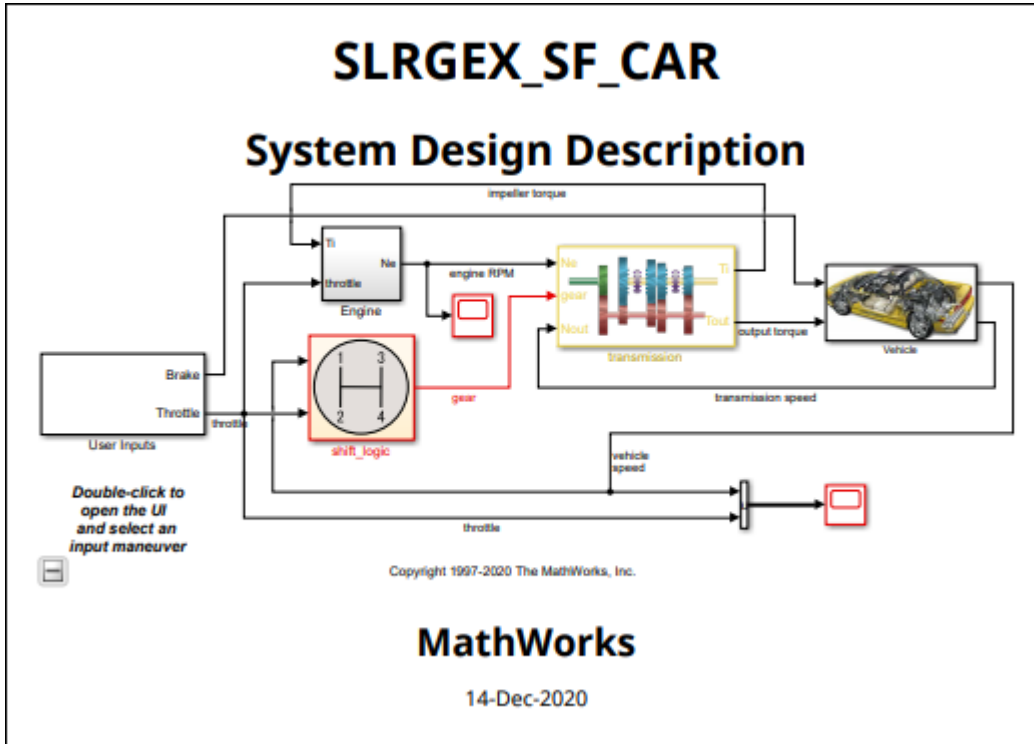 SLRGEX_SF_CAR
System Design Description
impeller torque
Ti
Ne
throttle
Engine
engine RPM
Ne
gear
Nout
Ti
Tout
transmission
output torque
Vehicle
transmission speed
Brake
Throttle
User Inputs
throttle
1 3
2 4
shift_logic
gear
vehicle
speed
throttle
Double-click to
open the UI
and select an
input maneuver
Copyright 1997-2020 The MathWorks, Inc.
MathWorks
14-Dec-2020